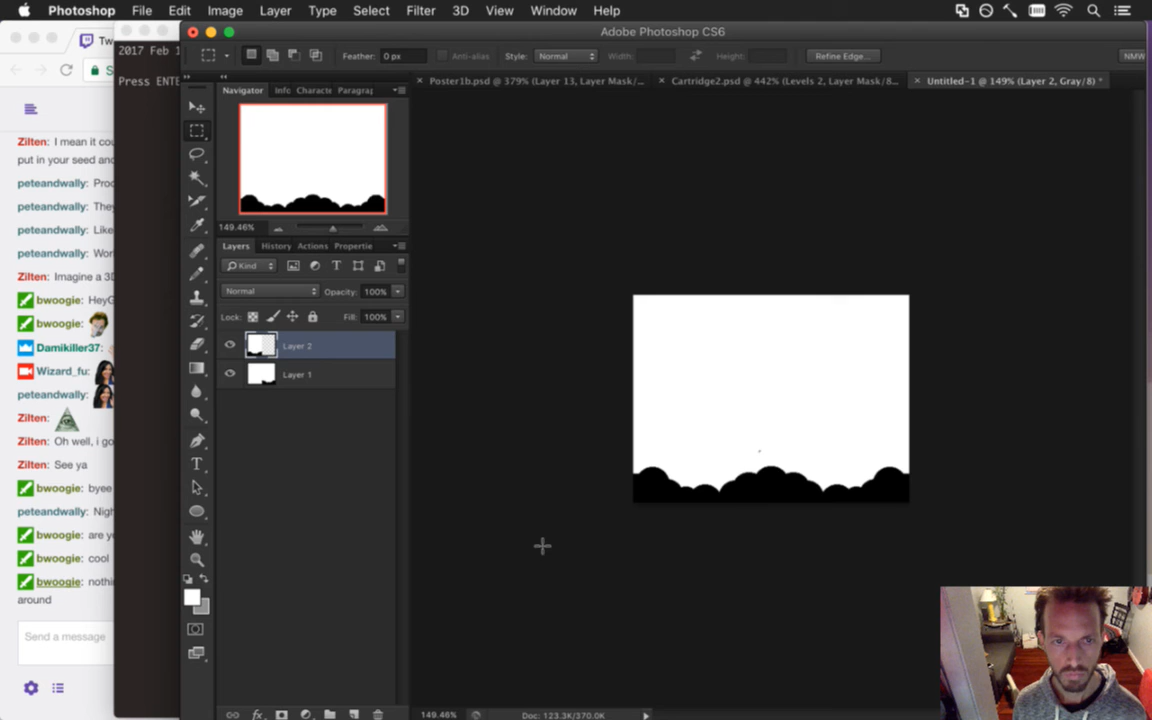 Photoshop File Edit Image Layer Type Select Filter 3D View Window Help
Adobe Photoshop CS6
Feather: 0 px Anti-alias Style: Normal Width: Height: Refine Edge...
Poster1b.psd @ 379% (Layer 13, Layer Mask/... Cartridge2.psd @ 442% (Levels 2, Layer Mask/8... Untitled-1 @ 149% (Layer 2, Gray/8) *
Navigator Info Characte Paragra
149.46%
Layers History Actions Propertie
Kind
Normal Opacity: 100%
Lock: Fill: 100%
Layer 2
Layer 1
149.46% Doc: 123.3K/370.0K
2017 Feb 1
Press ENTE
Zilten: I mean it cou
put in your seed and
peteandwally: Proc
peteandwally: They
peteandwally: Like
peteandwally: Wor
Zilten: Imagine a 3D
bwoogie: HeyG
bwoogie:
Damikiller37:
Wizard_fu:
peteandwally:
Zilten:
Zilten: Oh well, i go
Zilten: See ya
bwoogie: byee
peteandwally: Nigh
bwoogie: are yo
bwoogie: cool
bwoogie: nothi
around
Send a message